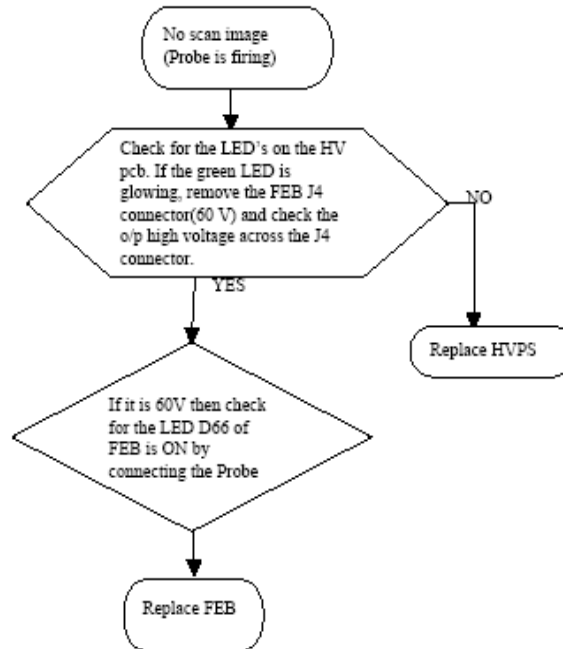 No scan image
(Probe is firing)
Check for the LED's on the HV
pcb. If the green LED is
glowing, remove the FEB J4
connector(60 V) and check the
o/p high voltage across the J4
connector.
NO
YES
Replace HVPS
If it is 60V then check
for the LED D66 of
FEB is ON by
connecting the Probe
Replace FEB